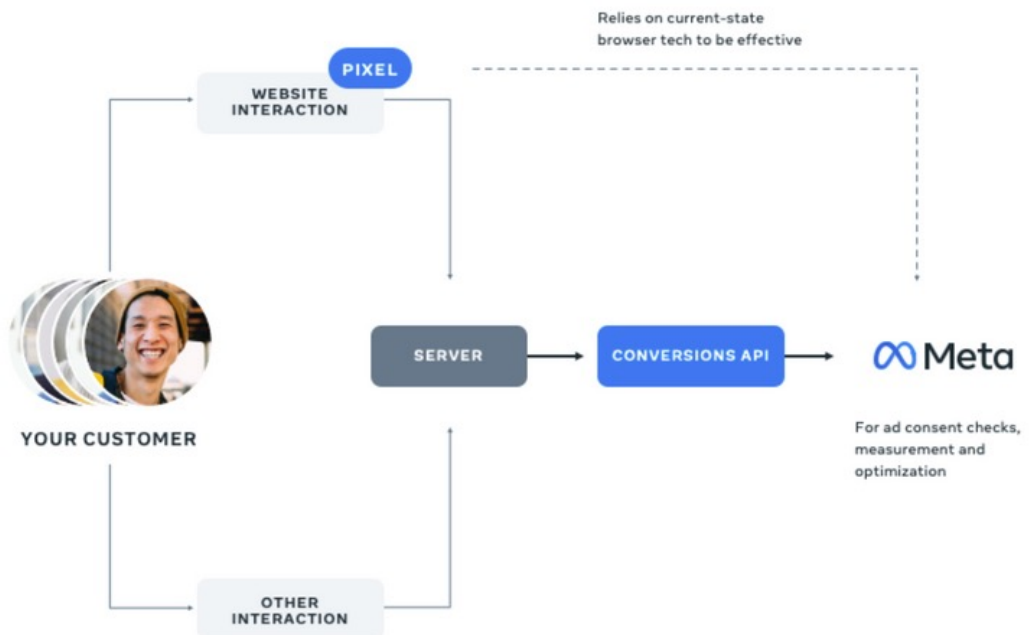 Relies on current-state
browser tech to be effective
PIXEL
WEBSITE
INTERACTION
SERVER
CONVERSIONS API
Meta
YOUR CUSTOMER
For ad consent checks,
measurement and
optimization
OTHER
INTERACTION